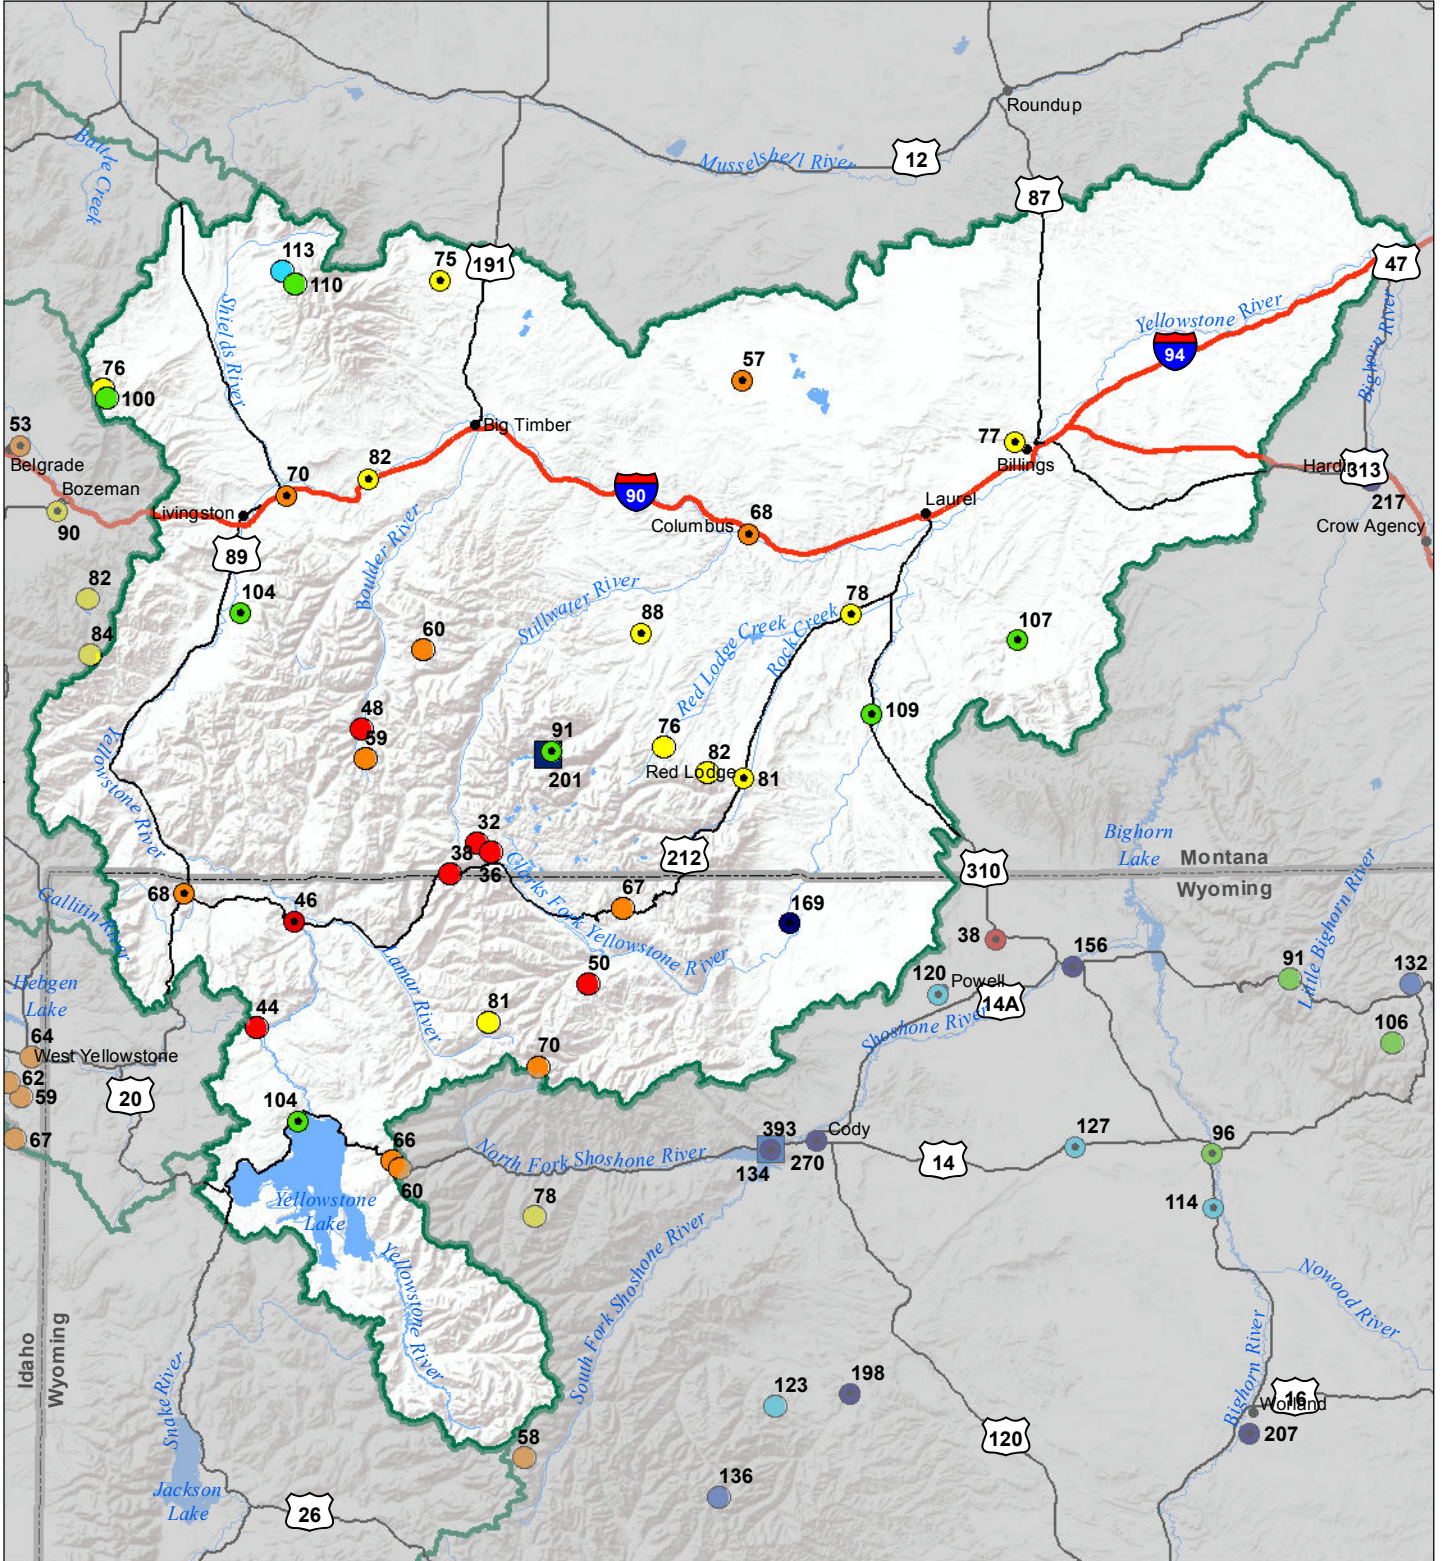 Roundup
Battle Creek
Musselshell River
12
87
113
110
75
191
47
Shields River
Yellowstone River
94
Bighorn River
76
100
57
53
Belgrade
Bozeman
90
70
82
Big Timber
77
Billings
Hardin
313
217
Crow Agency
Livingston
90
Columbus
68
Laurel
89
Boulder River
82
104
84
60
Stillwater River
88
78
Red Lodge Creek
Rock Creek
107
48
59
91
201
76
82
Red Lodge
81
109
Yellowstone River
32
38
36
212
Clarks Fork Yellowstone River
Bighorn
Lake
Montana
Wyoming
310
Little Bighorn River
68
46
67
169
Gallitin River
Lamar River
50
38
156
91
132
120
Powell
14A
Shoshone River
Hebgen
Lake
44
81
106
64
West Yellowstone
62
59
20
70
104
67
66
60
North Fork Shoshone River
393
134
270
Cody
14
127
96
114
Yellowstone
Lake
78
South Fork Shoshone River
Yellowstone River
Nowood River
Idaho
Wyoming
Snake River
123
198
Bighorn River
16
Worland
207
58
120
136
Jackson
Lake
26